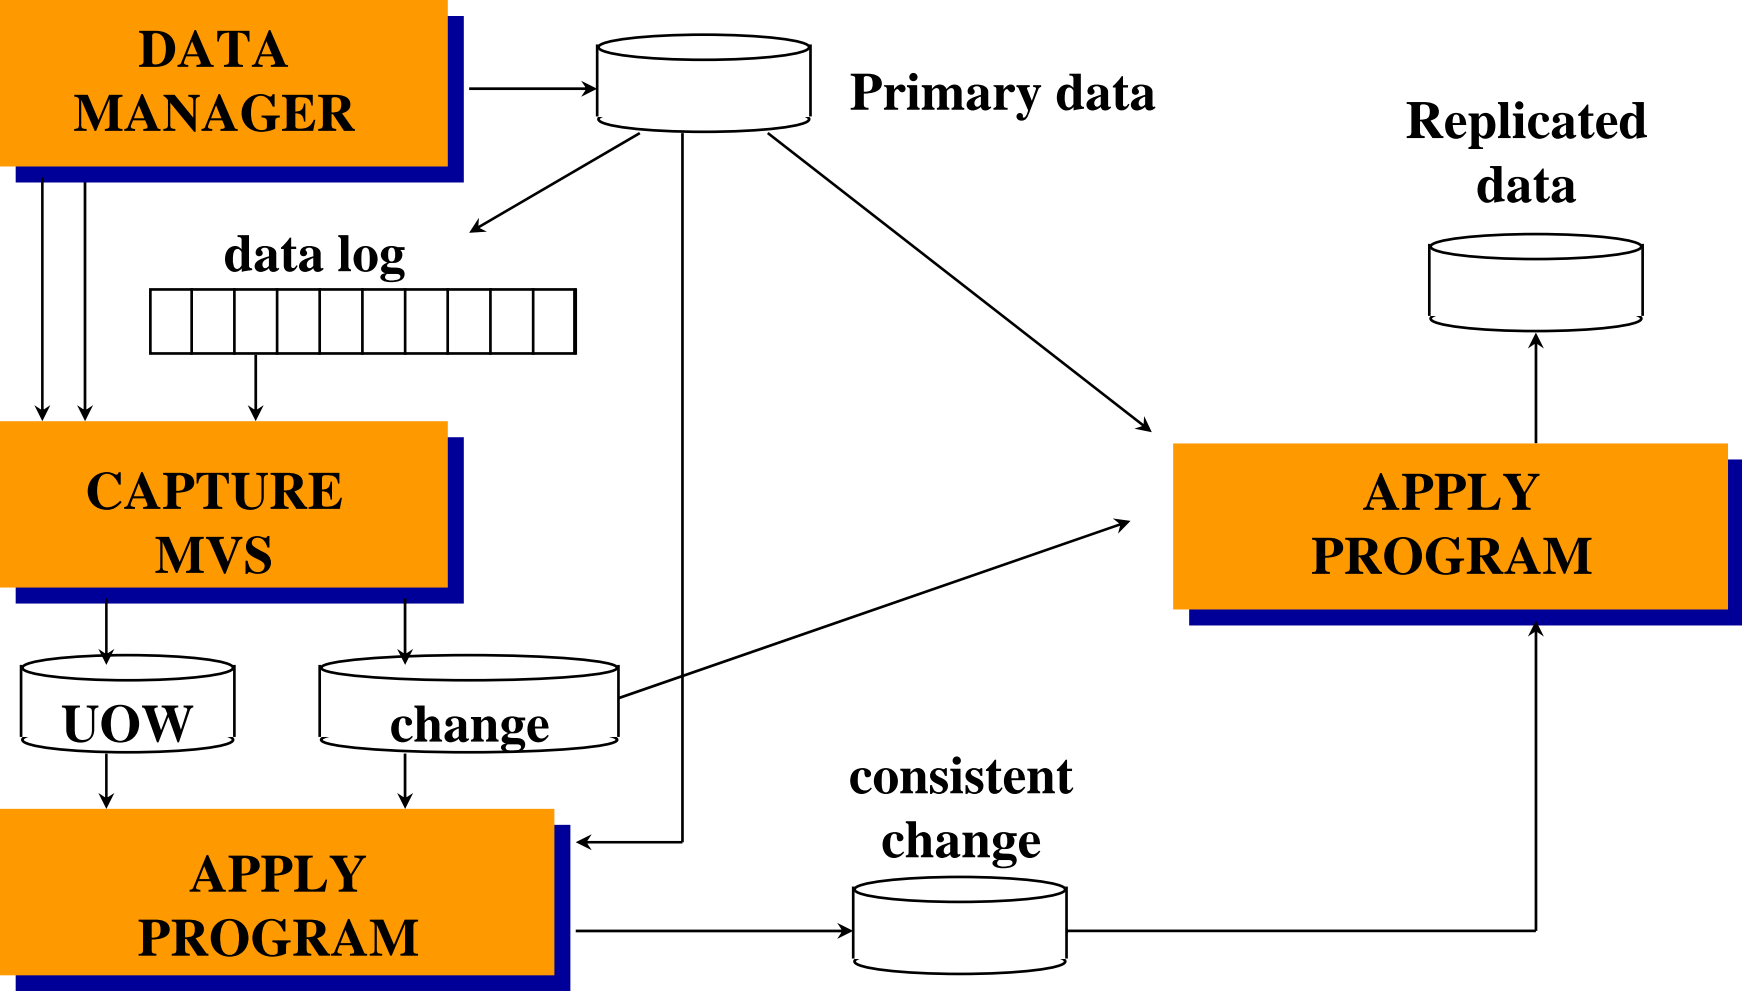 DATA
MANAGER
Primary data
Replicated
data
data log
CAPTURE
MVS
APPLY
PROGRAM
UOW
change
consistent
change
APPLY
PROGRAM